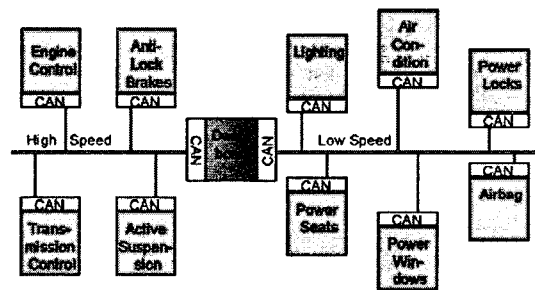 Engine
Control
CAN
Anti-
Lock
Brakes
CAN
Lighting
CAN
Air
Con-
dition
CAN
Power
Locks
CAN
High Speed
CAN
CAN
Low Speed
CAN
Trans-
mission
Control
CAN
Active
Suspen-
sion
CAN
Power
Seats
CAN
Power
Win-
dows
CAN
Airbag